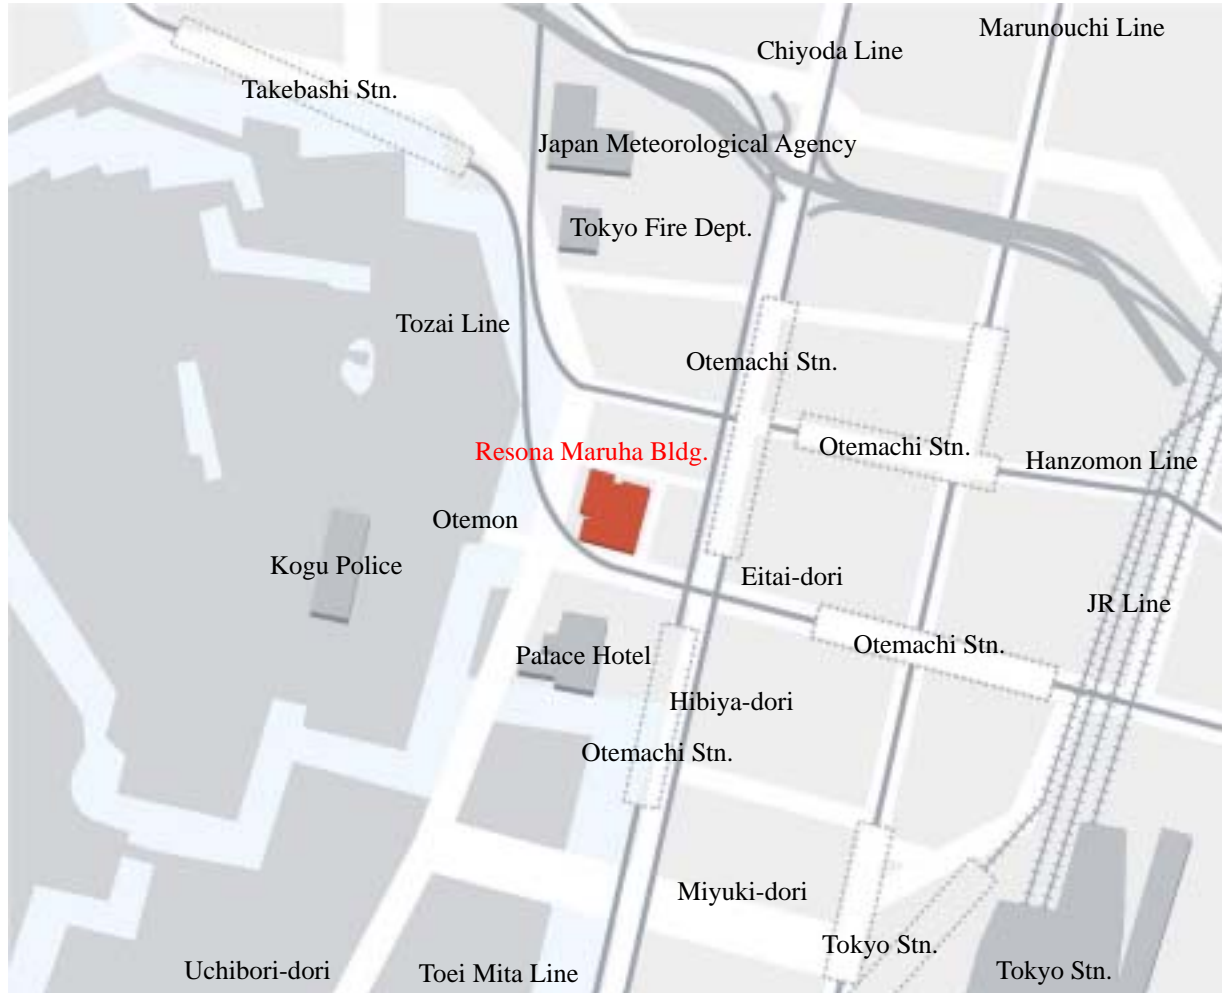 Marunouchi Line
Chiyoda Line
Takebashi Stn.
Japan Meteorological Agency
Tokyo Fire Dept.
Tozai Line
Otemachi Stn.
Otemachi Stn.
Resona Maruha Bldg.
Hanzomon Line
Otemon
Kogu Police
Eitai-dori
JR Line
Otemachi Stn.
Palace Hotel
Hibiya-dori
Otemachi Stn.
Miyuki-dori
Tokyo Stn.
Uchibori-dori
Toei Mita Line
Tokyo Stn.